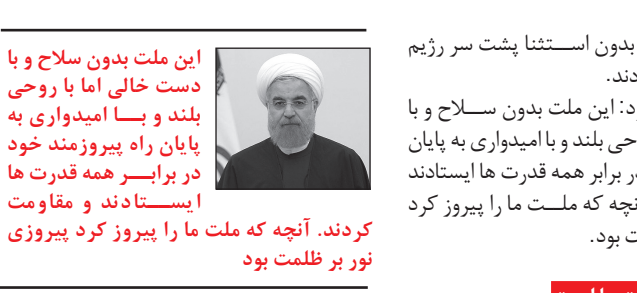 بدون استثنا پشت سر رژیم
دند.
د: این ملت بدون سلاح و با
حی بلند و با امیدواری به پایان
ر برابر همه قدرت ها ایستادند
نچه که ملت ما را پیروز کرد
ت بود.
این ملت بدون سلاح و با
دست خالی اما با روحی
بلند و با امیدواری به
پایان راه پیروزمند خود
در برابر همه قدرت ها
ایستادند و مقاومت
کردند. آنچه که ملت ما را پیروز کرد پیروزی
نور بر ظلمت بود